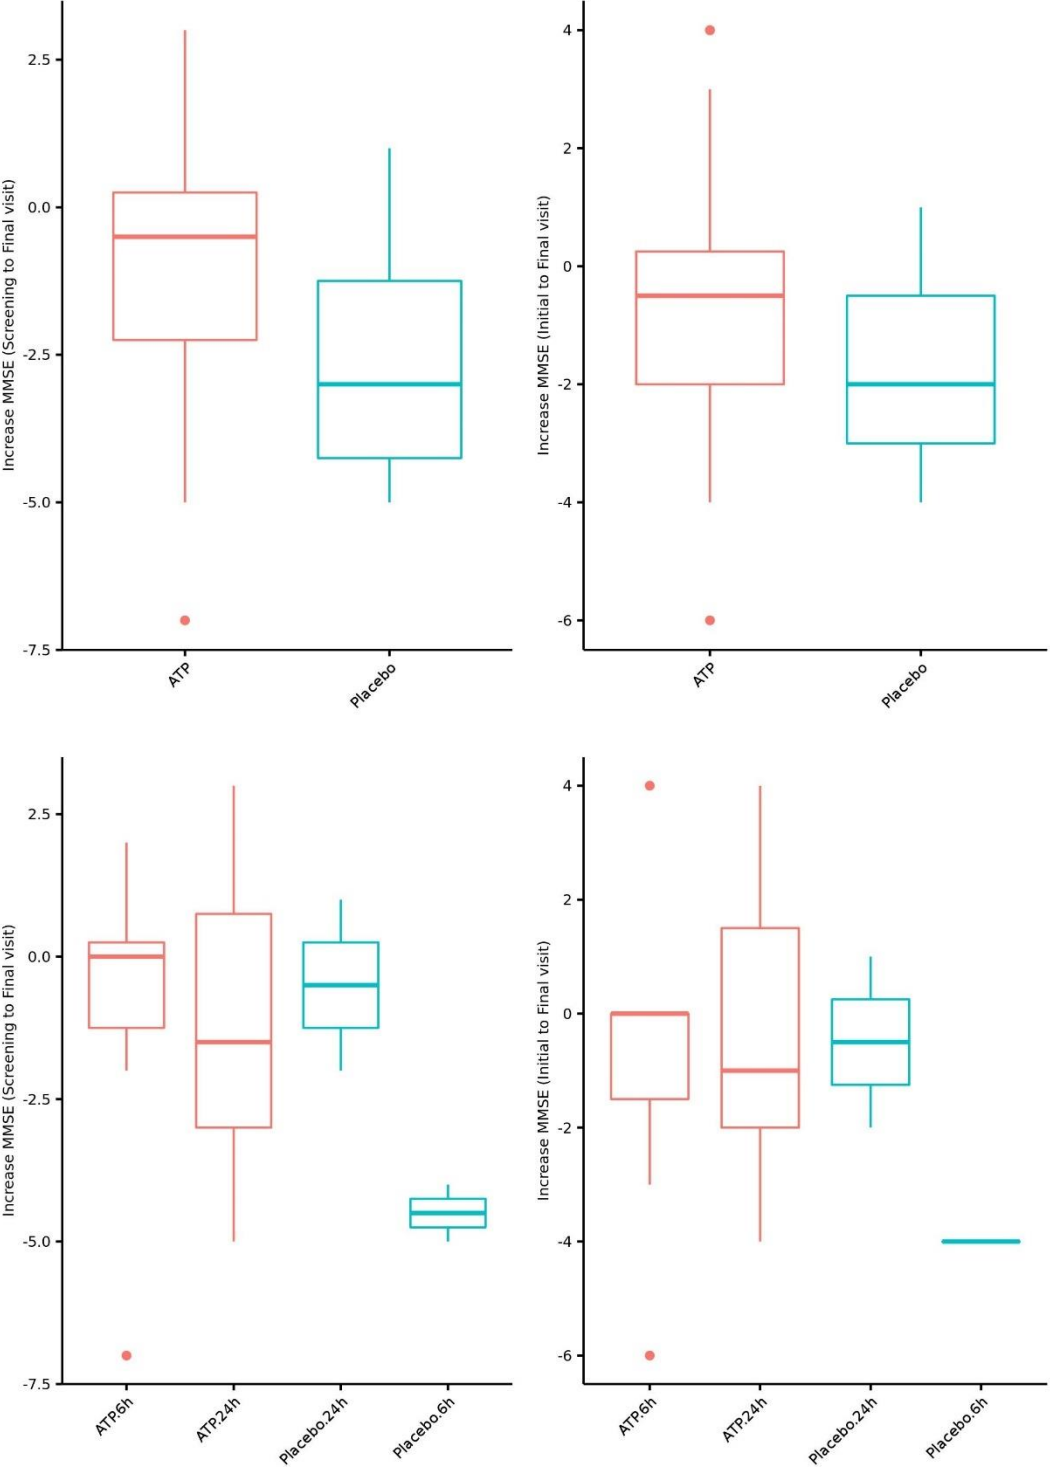 Increase MMSE (Screening to Final visit)
2.5
0.0
-2.5
-5.0
-7.5
ATP
Placebo
Increase MMSE (Initial to Final visit)
4
2
0
-2
-4
-6
ATP
Placebo
Increase MMSE (Screening to Final visit)
2.5
0.0
-2.5
-5.0
-7.5
ATP.6h
ATP.24h
Placebo.24h
Placebo.6h
Increase MMSE (Initial to Final visit)
4
2
0
-2
-4
-6
ATP.6h
ATP.24h
Placebo.24h
Placebo.6h